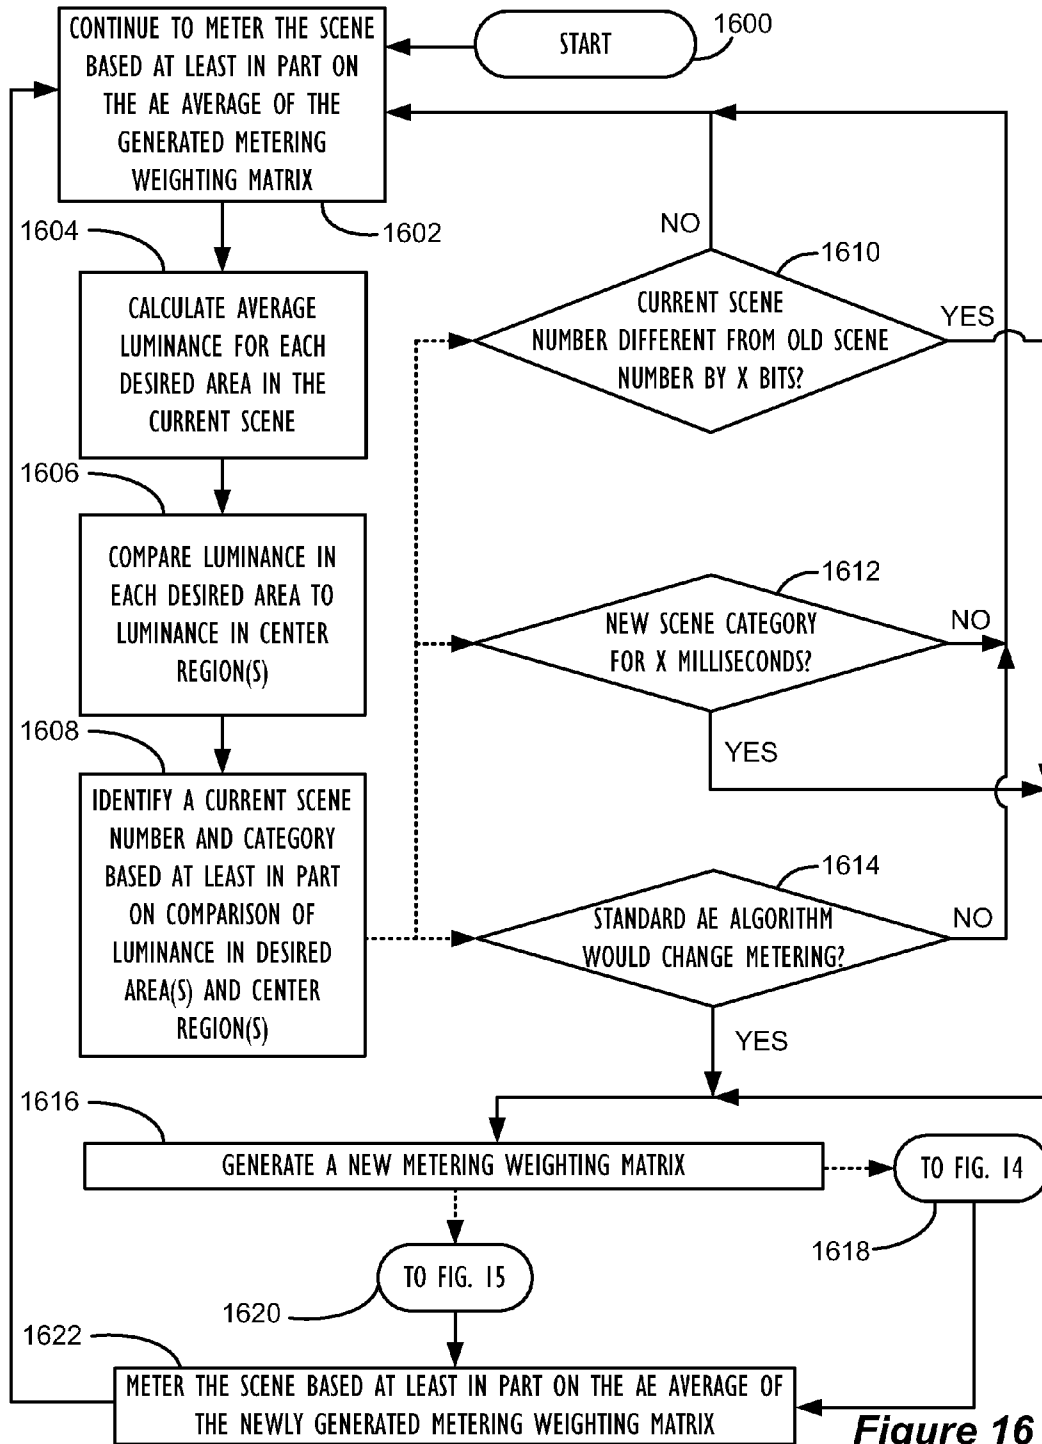 CONTINUE TO METER THE SCENE
BASED AT LEAST IN PART ON
THE AE AVERAGE OF THE
GENERATED METERING
WEIGHTING MATRIX
START
1600
1602
1604
CALCULATE AVERAGE
LUMINANCE FOR EACH
DESIRED AREA IN THE
CURRENT SCENE
NO
1610
CURRENT SCENE
NUMBER DIFFERENT FROM OLD SCENE
NUMBER BY X BITS?
YES
1606
COMPARE LUMINANCE IN
EACH DESIRED AREA TO
LUMINANCE IN CENTER
REGION(S)
1612
NEW SCENE CATEGORY
FOR X MILLISECONDS?
NO
YES
1608
IDENTIFY A CURRENT SCENE
NUMBER AND CATEGORY
BASED AT LEAST IN PART
ON COMPARISON OF
LUMINANCE IN DESIRED
AREA(S) AND CENTER
REGION(S)
1614
STANDARD AE ALGORITHM
WOULD CHANGE METERING?
NO
YES
1616
GENERATE A NEW METERING WEIGHTING MATRIX
TO FIG. 14
1618
TO FIG. 15
1620
1622
METER THE SCENE BASED AT LEAST IN PART ON THE AE AVERAGE OF
THE NEWLY GENERATED METERING WEIGHTING MATRIX
Figure 16